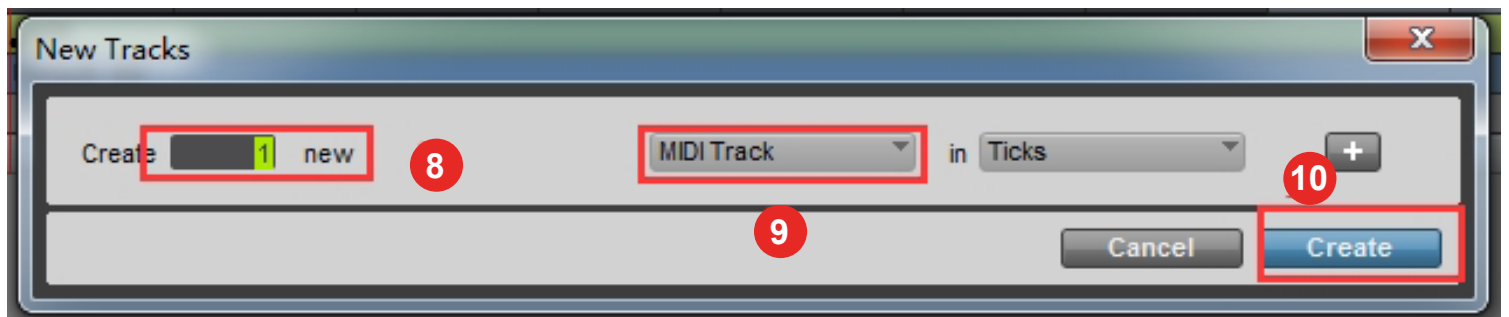 New Tracks
X
Create 1 new 8 MIDI Track in Ticks +
9
10
Cancel Create